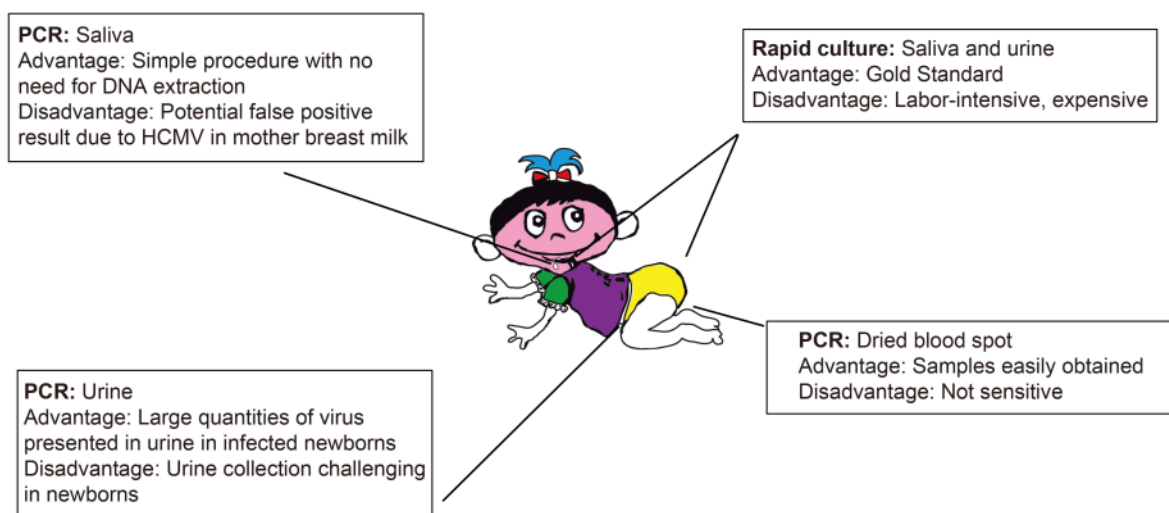 PCR: Saliva
Advantage: Simple procedure with no
need for DNA extraction
Disadvantage: Potential false positive
result due to HCMV in mother breast milk
Rapid culture: Saliva and urine
Advantage: Gold Standard
Disadvantage: Labor-intensive, expensive
PCR: Dried blood spot
Advantage: Samples easily obtained
Disadvantage: Not sensitive
PCR: Urine
Advantage: Large quantities of virus
presented in urine in infected newborns
Disadvantage: Urine collection challenging
in newborns